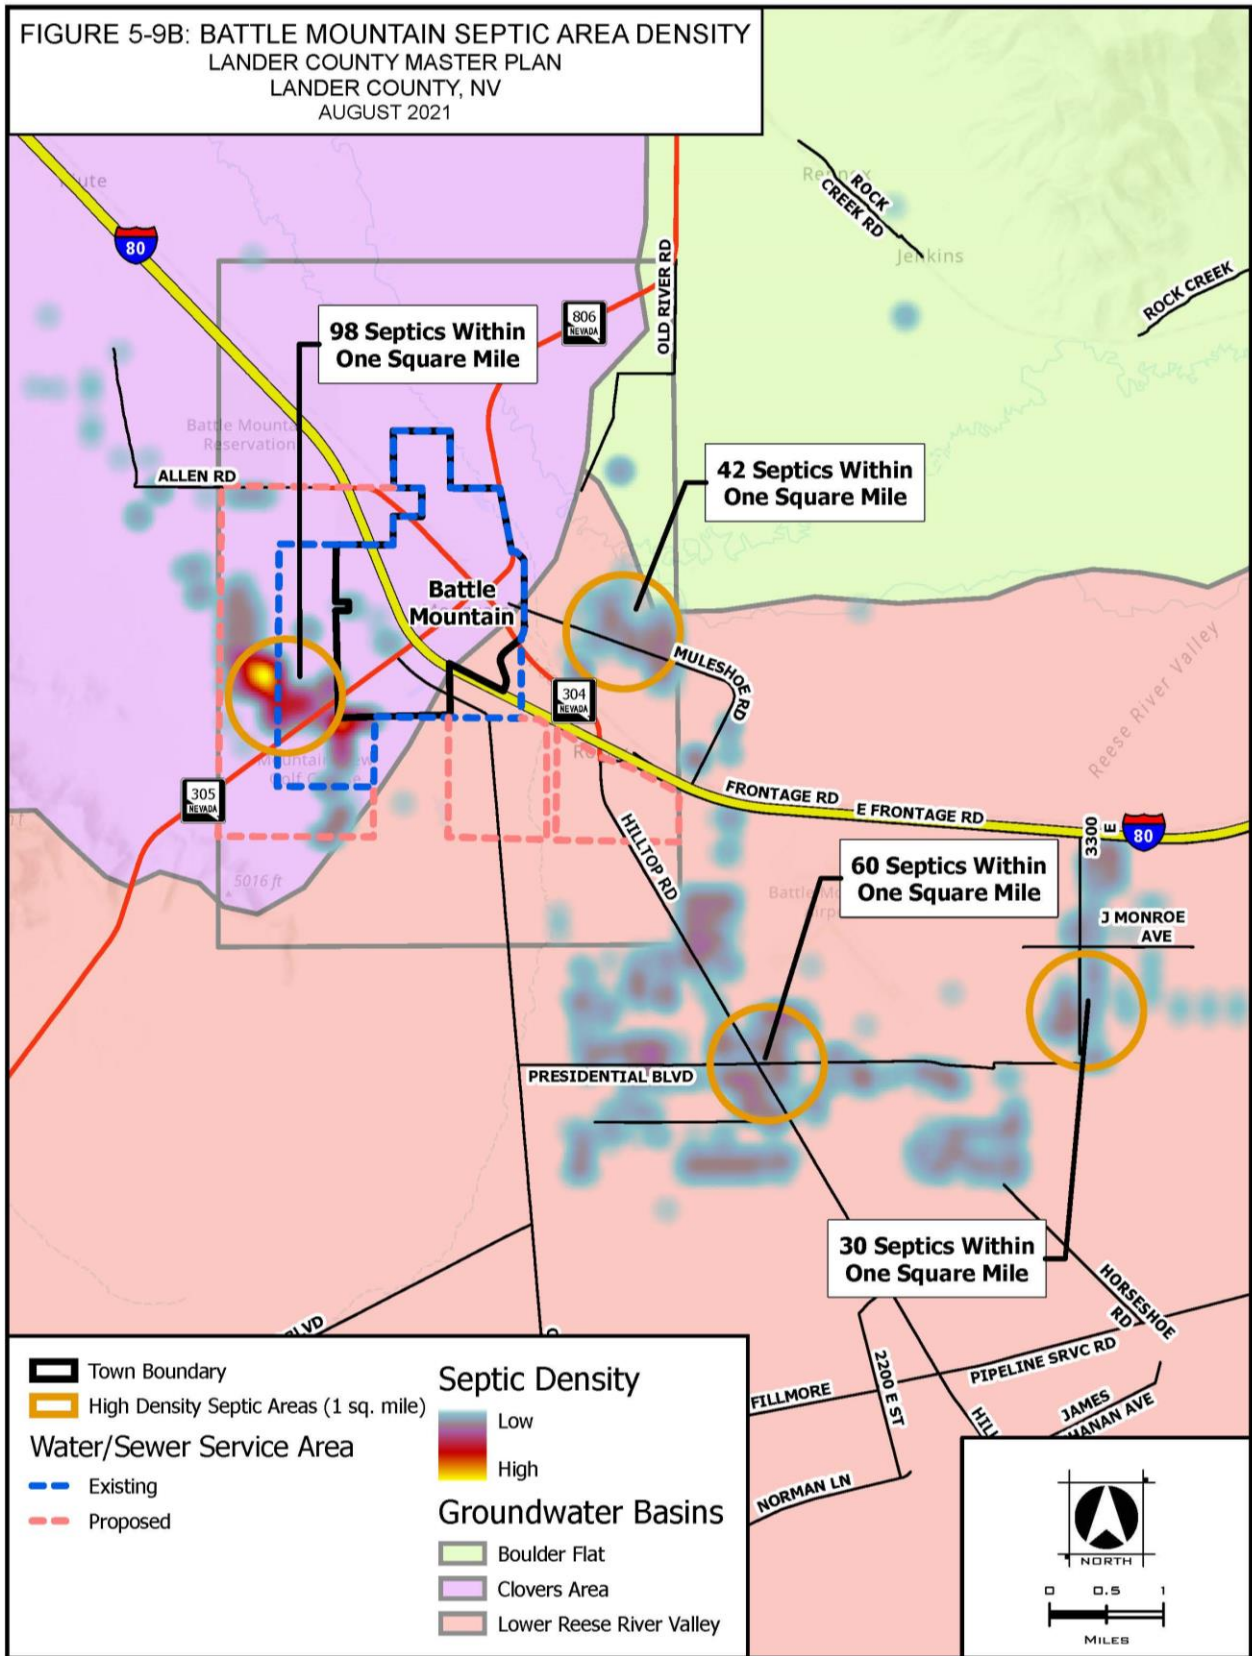 FIGURE 5-9B: BATTLE MOUNTAIN SEPTIC AREA DENSITY
LANDER COUNTY MASTER PLAN
LANDER COUNTY, NV
AUGUST 2021
ROCK
CREEK RD
Jenkins
ROCK CREEK
80
OLD RIVER RD
806
NEVADA
98 Septics Within
One Square Mile
Reservation
ALLEN RD
42 Septics Within
One Square Mile
Battle
Mountain
MULESHOE RD
Reese River Valley
304
NEVADA
305
NEVADA
FRONTAGE RD
E FRONTAGE RD
3300
E
80
HILLTOP RD
5016 ft
60 Septics Within
One Square Mile
J MONROE
AVE
PRESIDENTIAL BLVD
30 Septics Within
One Square Mile
HORSESHOE
RD
PIPELINE SRVC RD
BLVD
FILLMORE
2200 E ST
JAMES
HANAN AVE
HILL
NORMAN LN
Town Boundary
High Density Septic Areas (1 sq. mile)
Water/Sewer Service Area
Existing
Proposed
Septic Density
Low
High
Groundwater Basins
Boulder Flat
Clovers Area
Lower Reese River Valley
NORTH
0 0.5 1
MILES